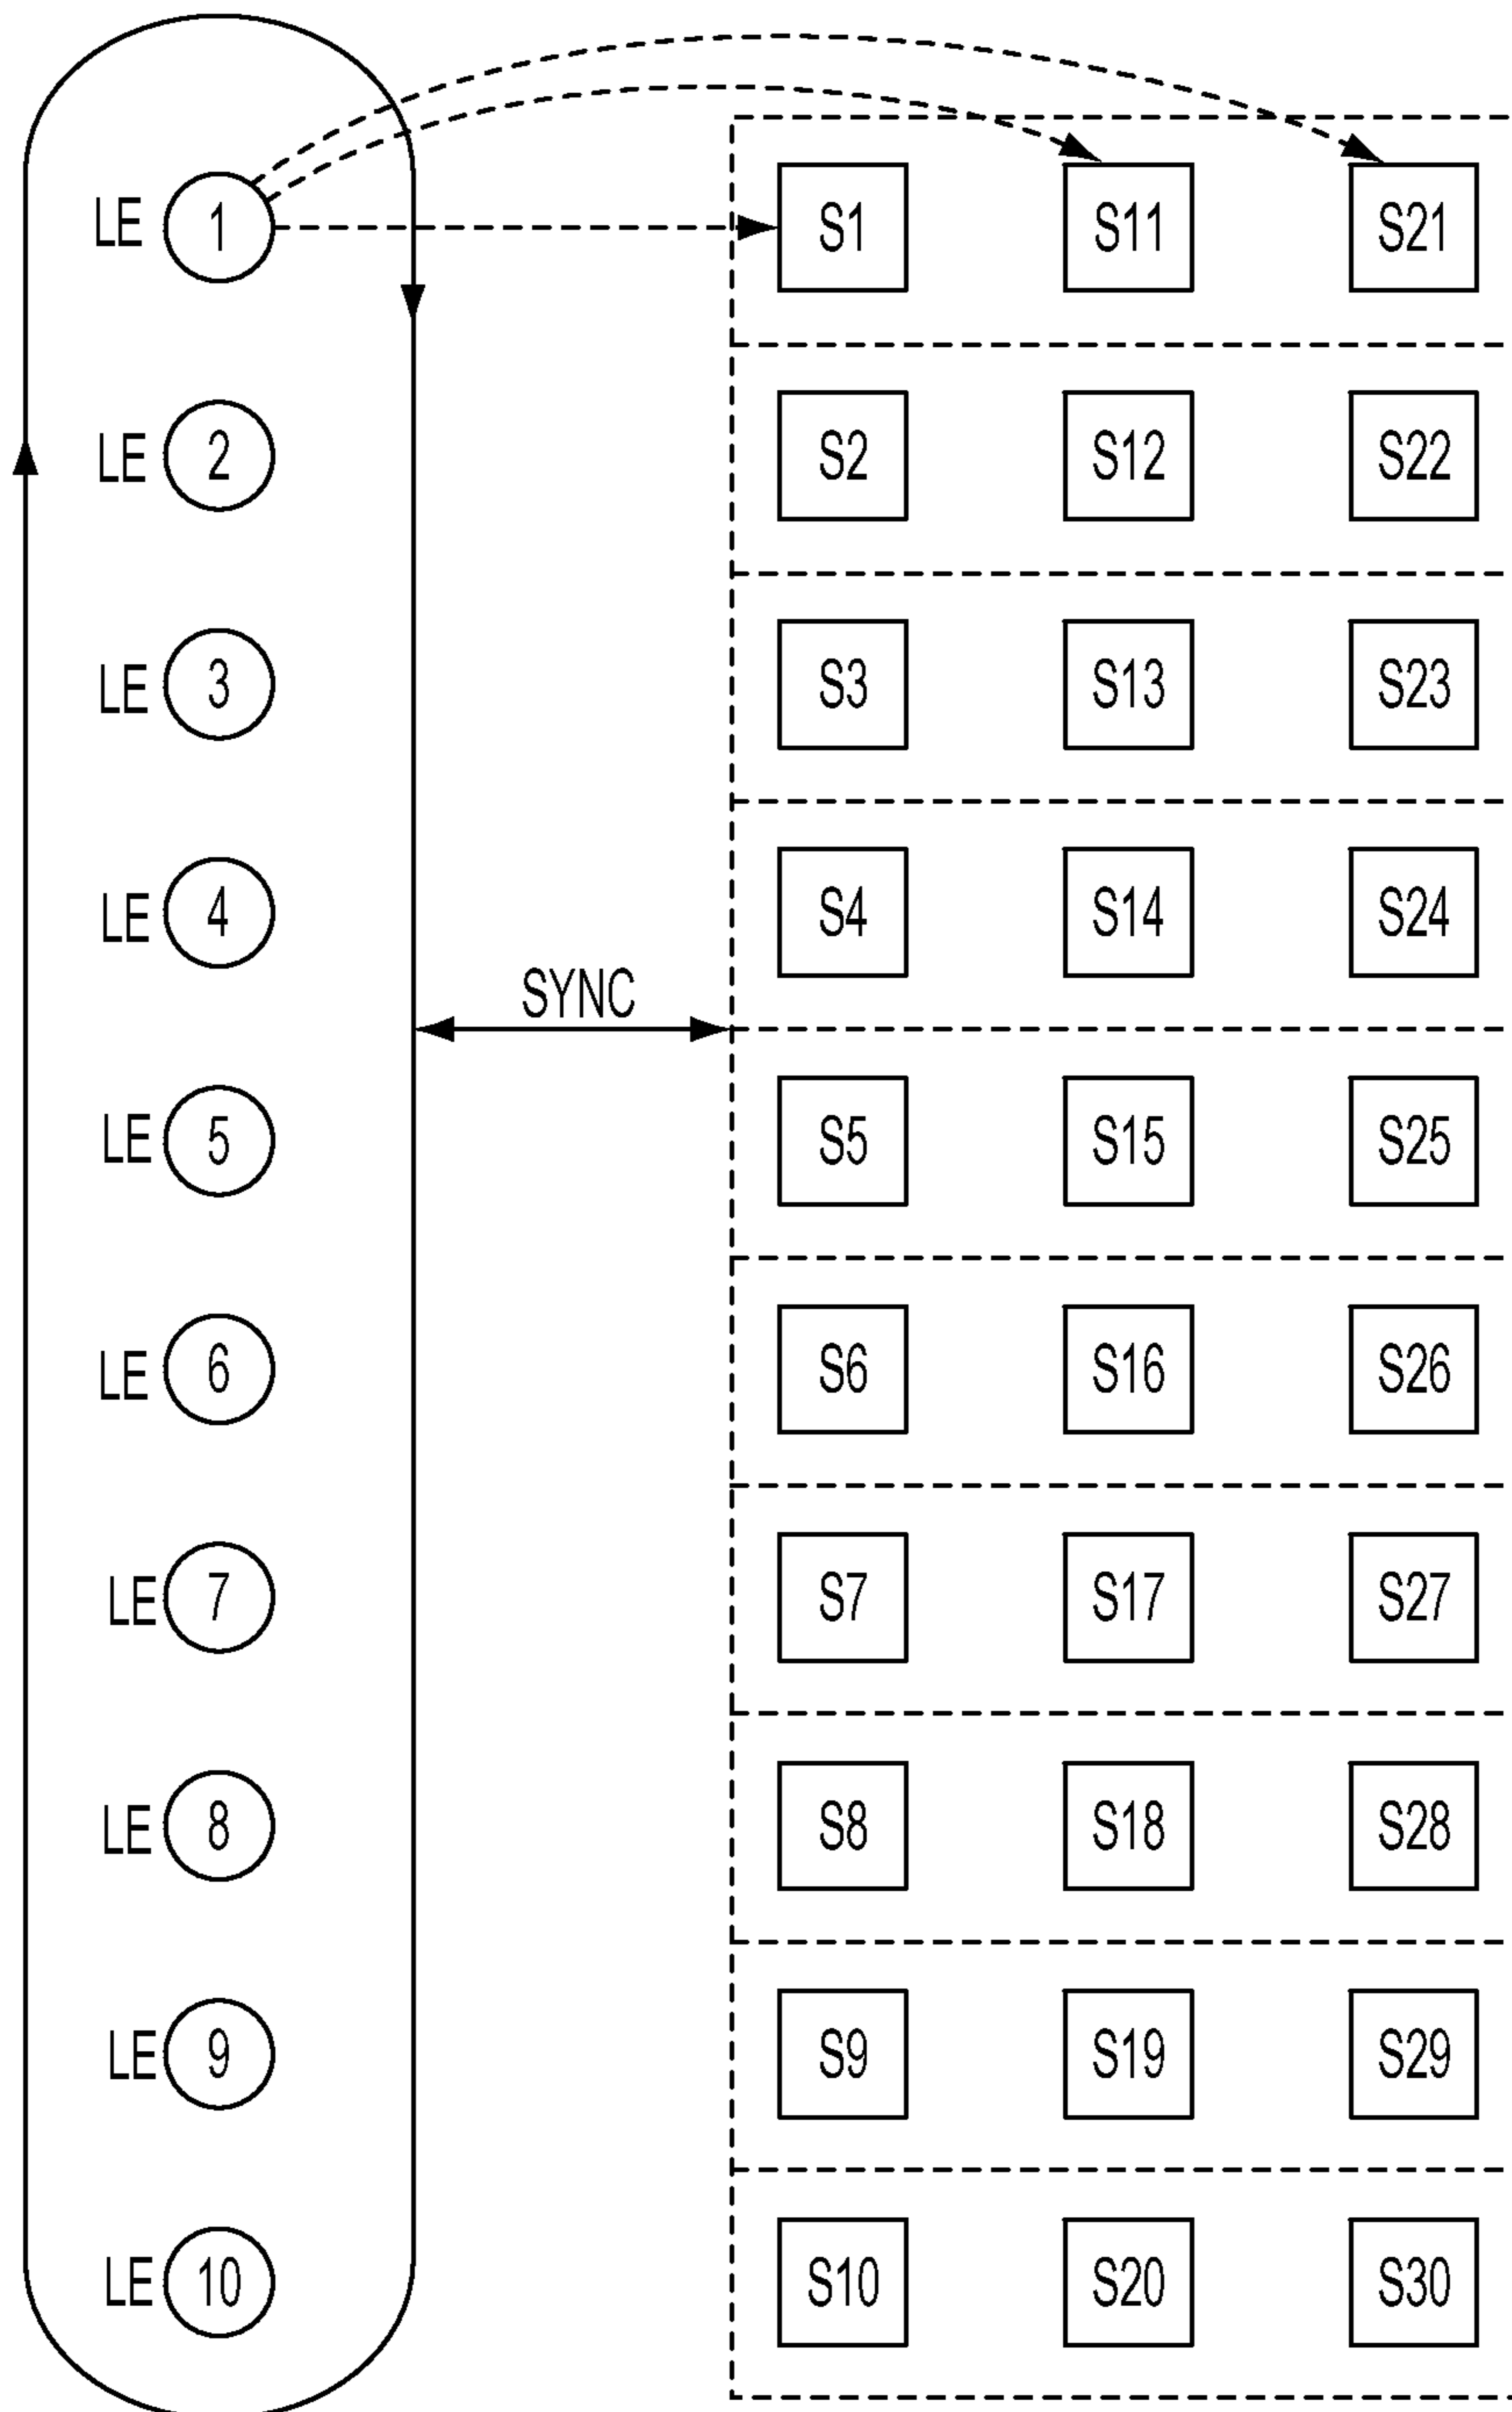 LE 1 S1 S11 S21
LE 2 S2 S12 S22
LE 3 S3 S13 S23
LE 4 S4 S14 S24
SYNC
LE 5 S5 S15 S25
LE 6 S6 S16 S26
LE 7 S7 S17 S27
LE 8 S8 S18 S28
LE 9 S9 S19 S29
LE 10 S10 S20 S30